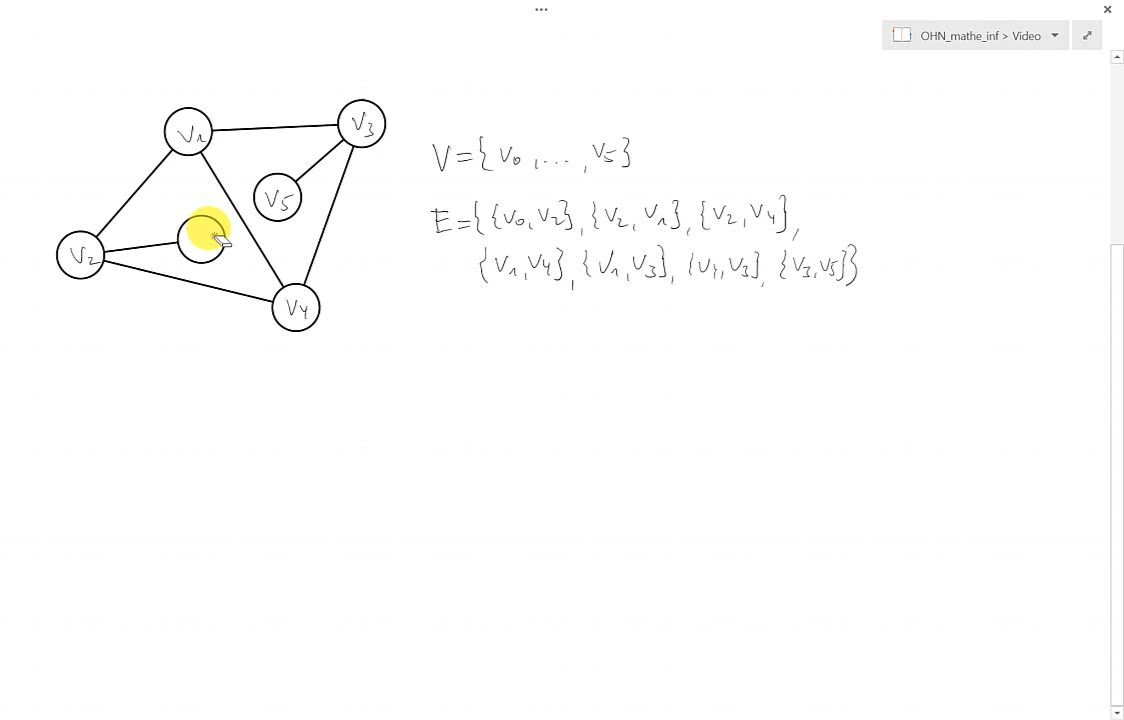 ...
OHN_mathe_inf > Video
V1
V3
V5
V2
V4
V={v0,...,v5}
E={{v0,v2},{v2,v1},{v2,v4},
{v1,v4},{v1,v3},{v4,v3},{v3,v5}}